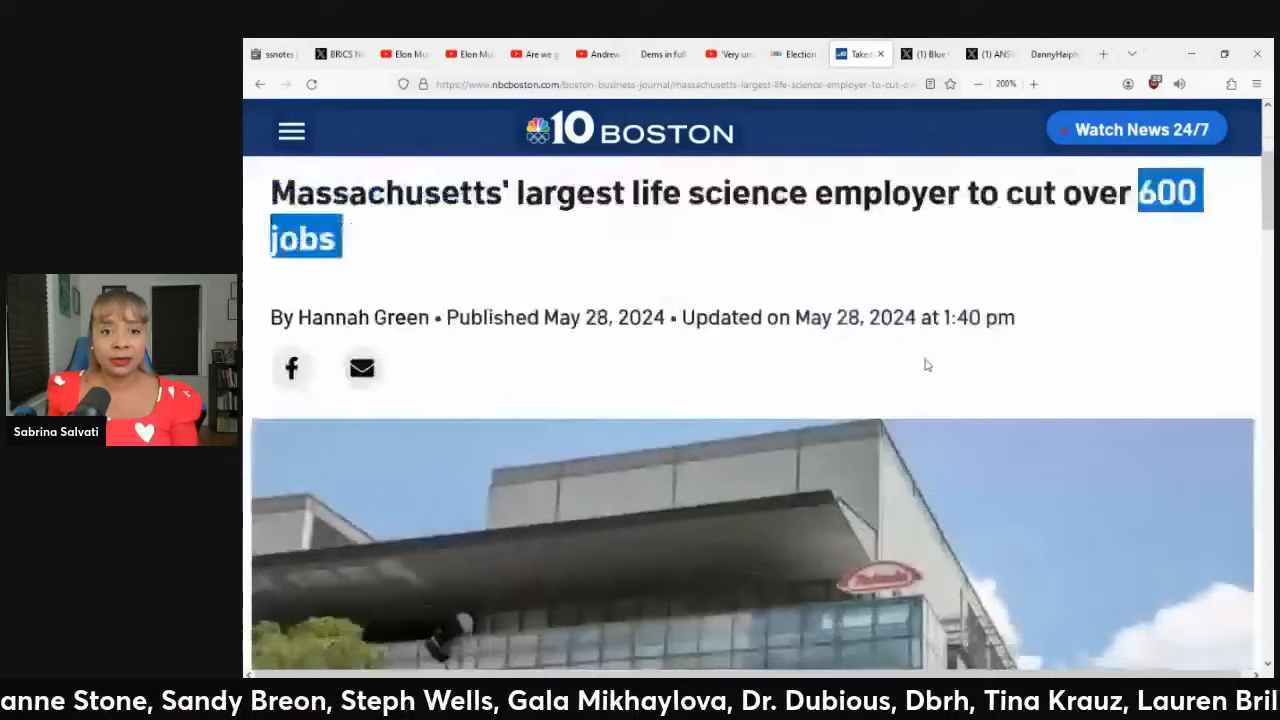 ssnotes
BRICS N
Elon Mu
Elon Mu
Are we g
Andrew
Dems in full
'Very un
Election
Taked
(1) Blue
(1) ANS
DannyHaiph
https://www.nbcboston.com/boston-business-journal/massachusetts-largest-life-science-employer-to-cut-ov
200%
10 BOSTON
Watch News 24/7
Massachusetts' largest life science employer to cut over 600
jobs
By Hannah Green • Published May 28, 2024 • Updated on May 28, 2024 at 1:40 pm
Takeda
Sabrina Salvati
anne Stone, Sandy Breon, Steph Wells, Gala Mikhaylova, Dr. Dubious, Dbrh, Tina Krauz, Lauren Bril